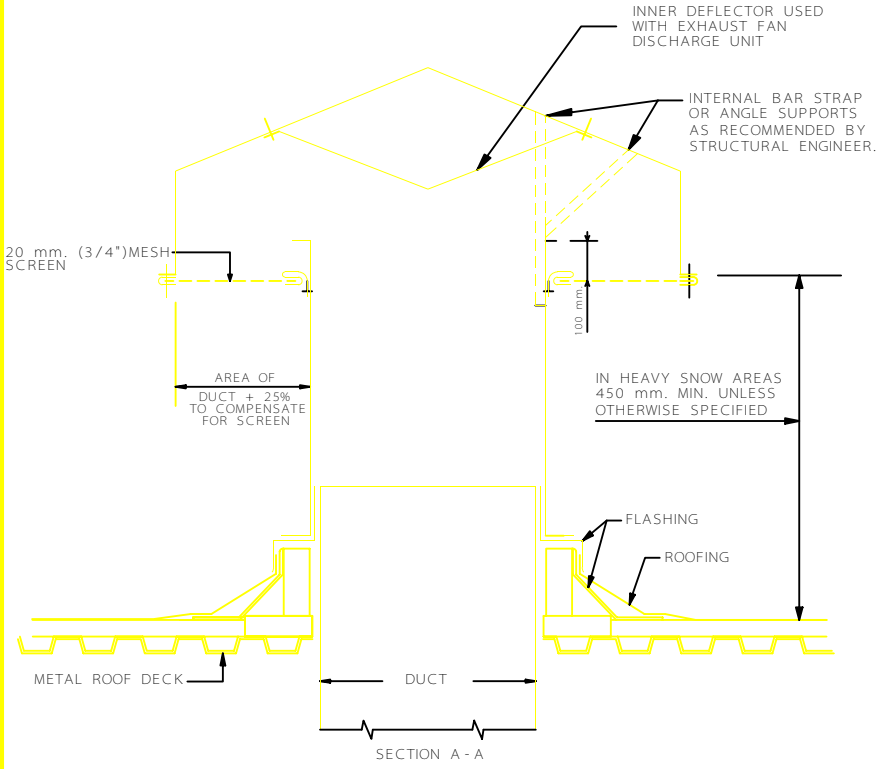 INNER DEFLECTOR USED
WITH EXHAUST FAN
DISCHARGE UNIT
INTERNAL BAR STRAP
OR ANGLE SUPPORTS
AS RECOMMENDED BY
STRUCTURAL ENGINEER.
20 mm. (3/4")MESH
SCREEN
100 mm.
AREA OF
DUCT + 25%
TO COMPENSATE
FOR SCREEN
IN HEAVY SNOW AREAS
450 mm. MIN. UNLESS
OTHERWISE SPECIFIED
FLASHING
ROOFING
METAL ROOF DECK
DUCT
SECTION A-A